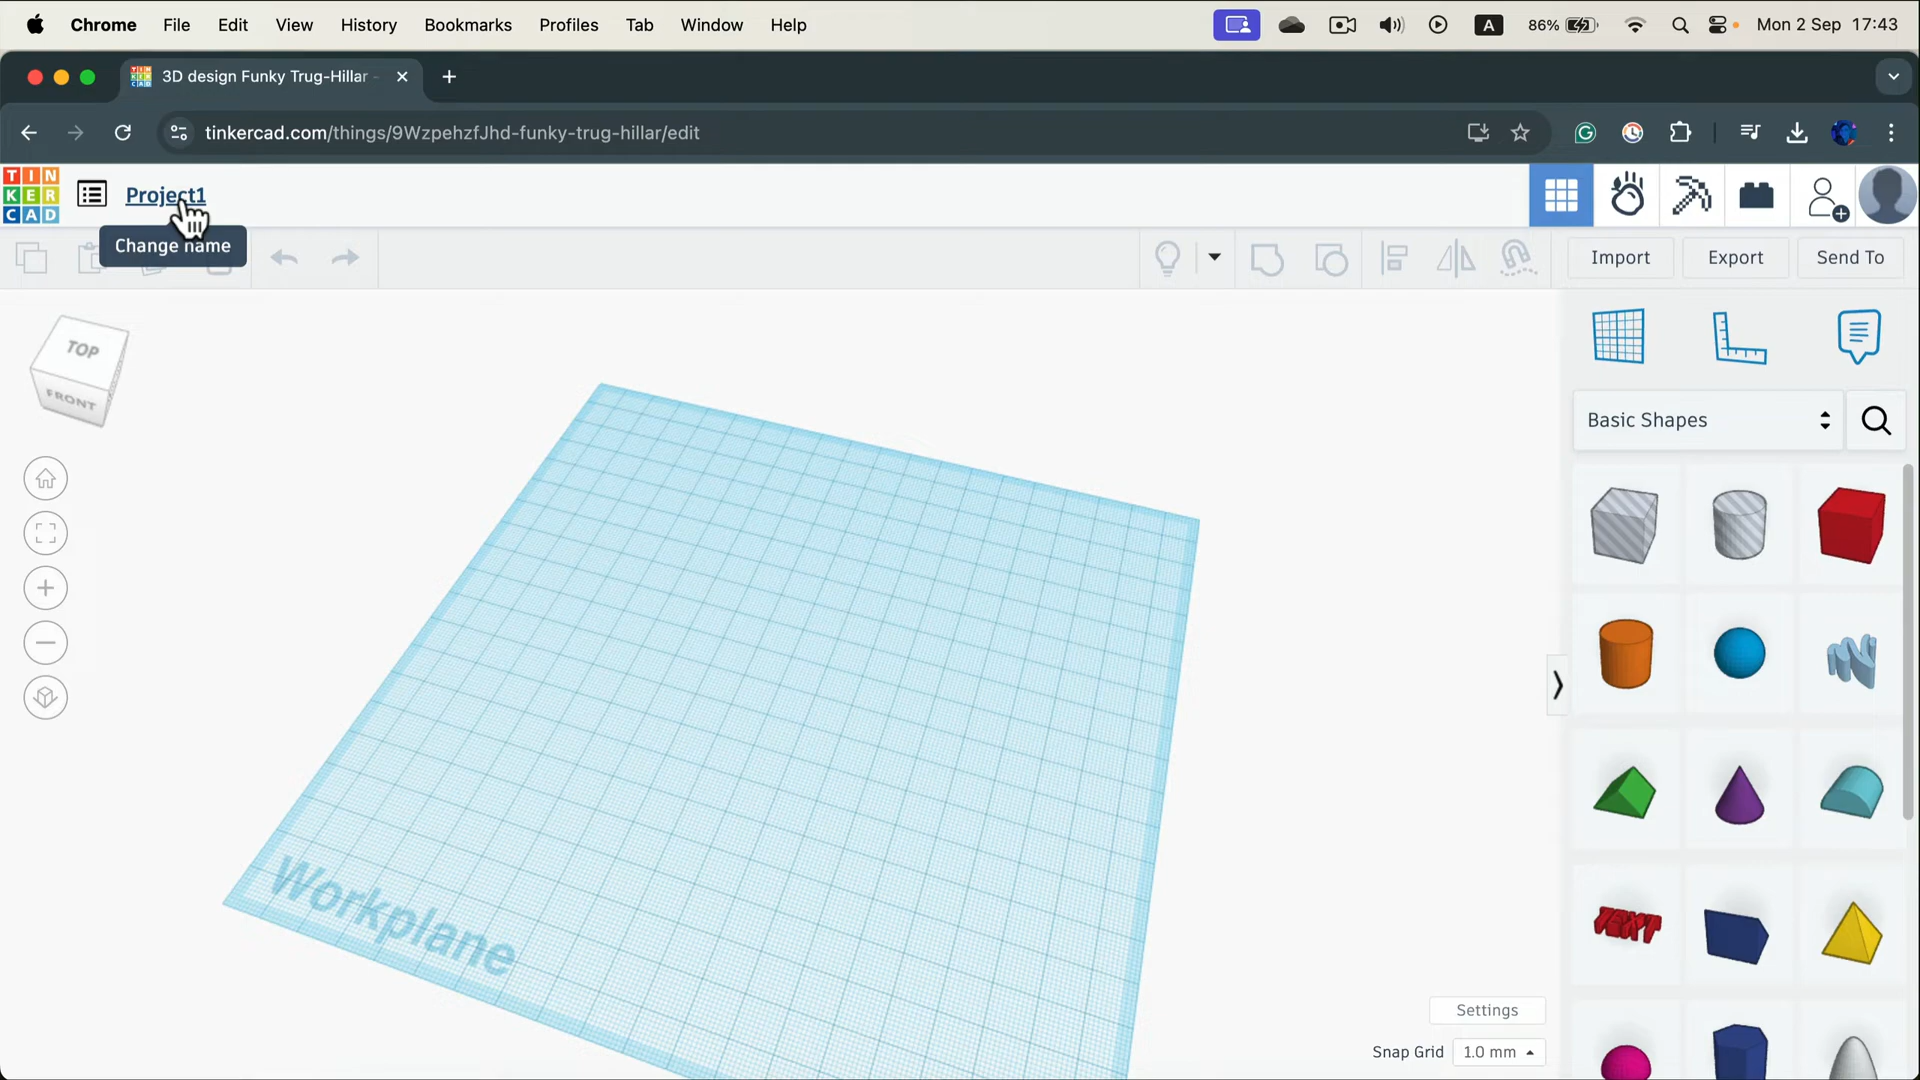 Chrome File Edit View History Bookmarks Profiles Tab Window Help A 86% Mon 2 Sep 17:43
3D design Funky Trug-Hillar -
tinkercad.com/things/9WzpehzfJhd-funky-trug-hillar/edit
TIN
KER
CAD
Project1
Change name
Import Export Send To
TOP
FRONT
Basic Shapes
TEXT
Workplane
Settings
Snap Grid 1.0 mm